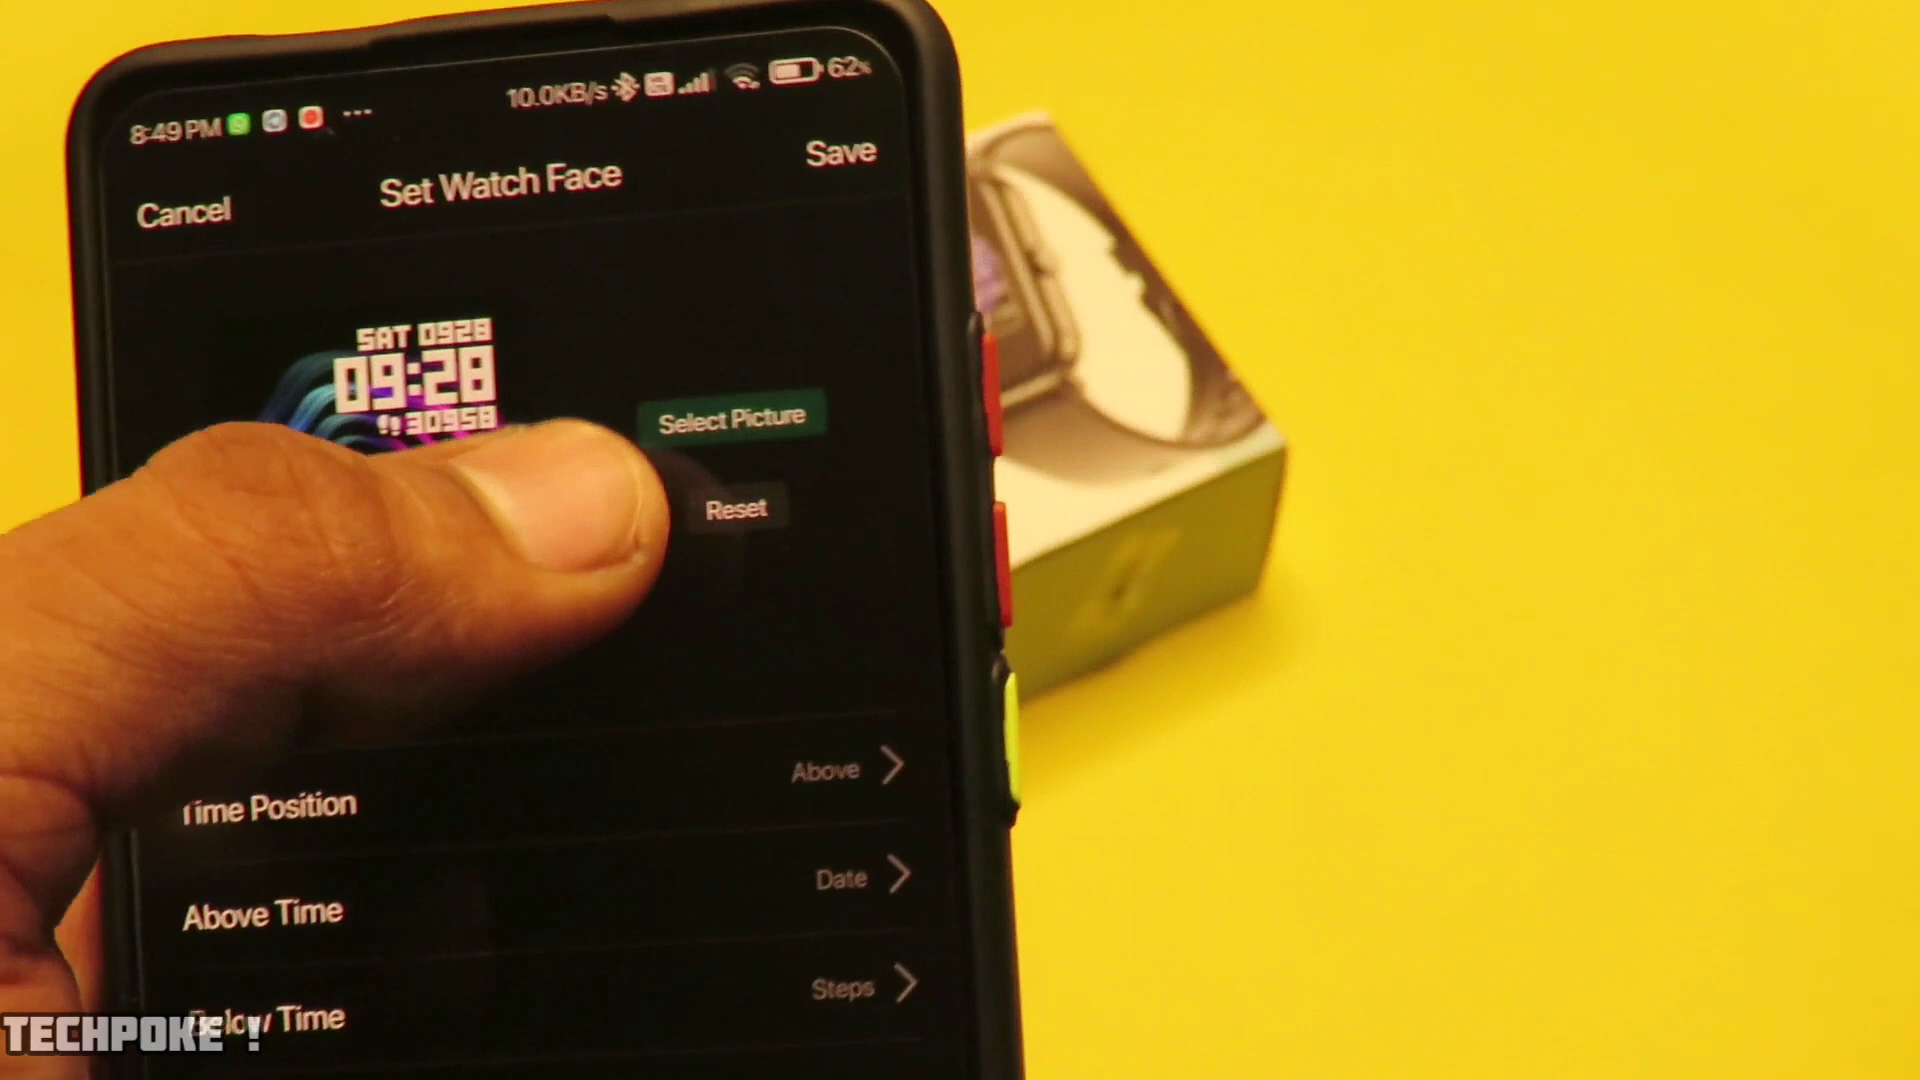 8:49 PM
10.0KB/s
62%
Cancel
Set Watch Face
Save
SAT 0928
09:28
30958
Select Picture
Reset
Time Position
Above
Above Time
Date
Below Time
Steps
TECHPOKE !